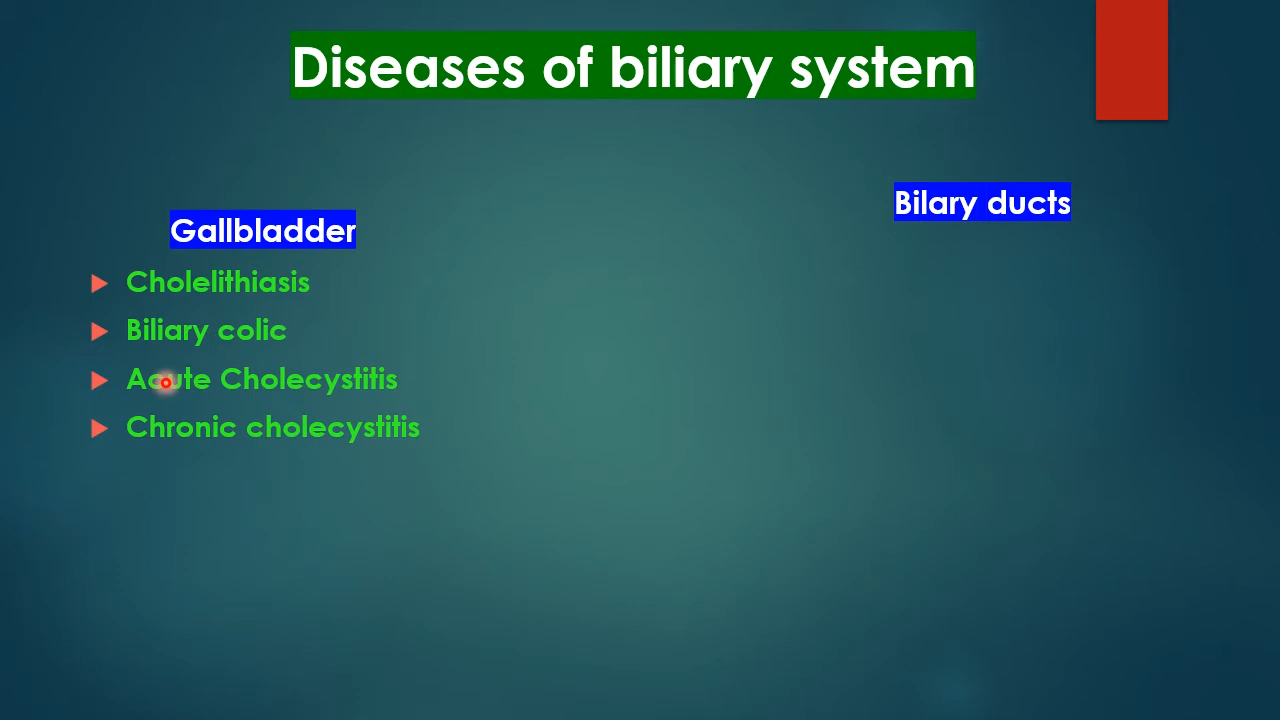 Diseases of biliary system
Gallbladder
Cholelithiasis
Biliary colic
Acute Cholecystitis
Chronic cholecystitis
Bilary ducts